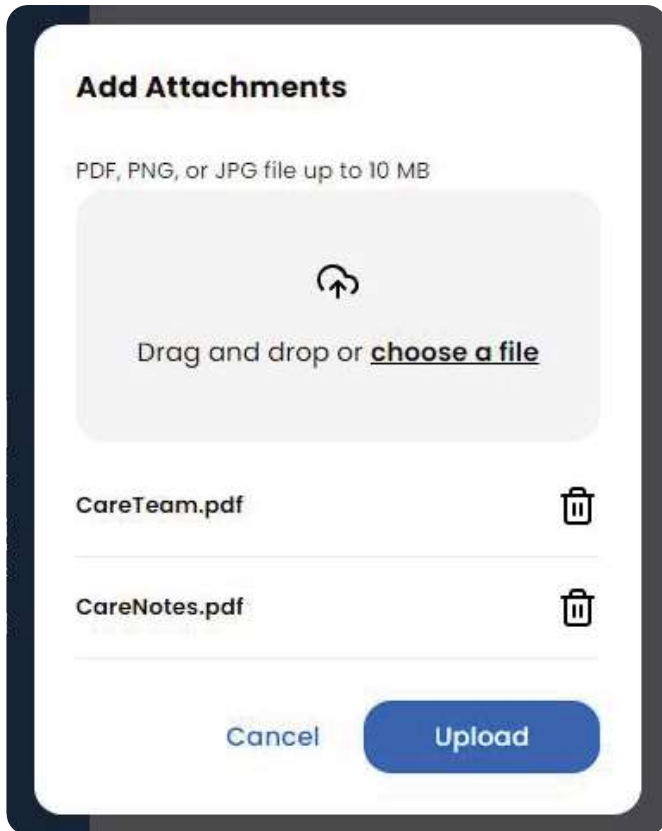 Add Attachments
PDF, PNG, or JPG file up to 10 MB
Drag and drop or choose a file
CareTeam.pdf
CareNotes.pdf
Cancel
Upload